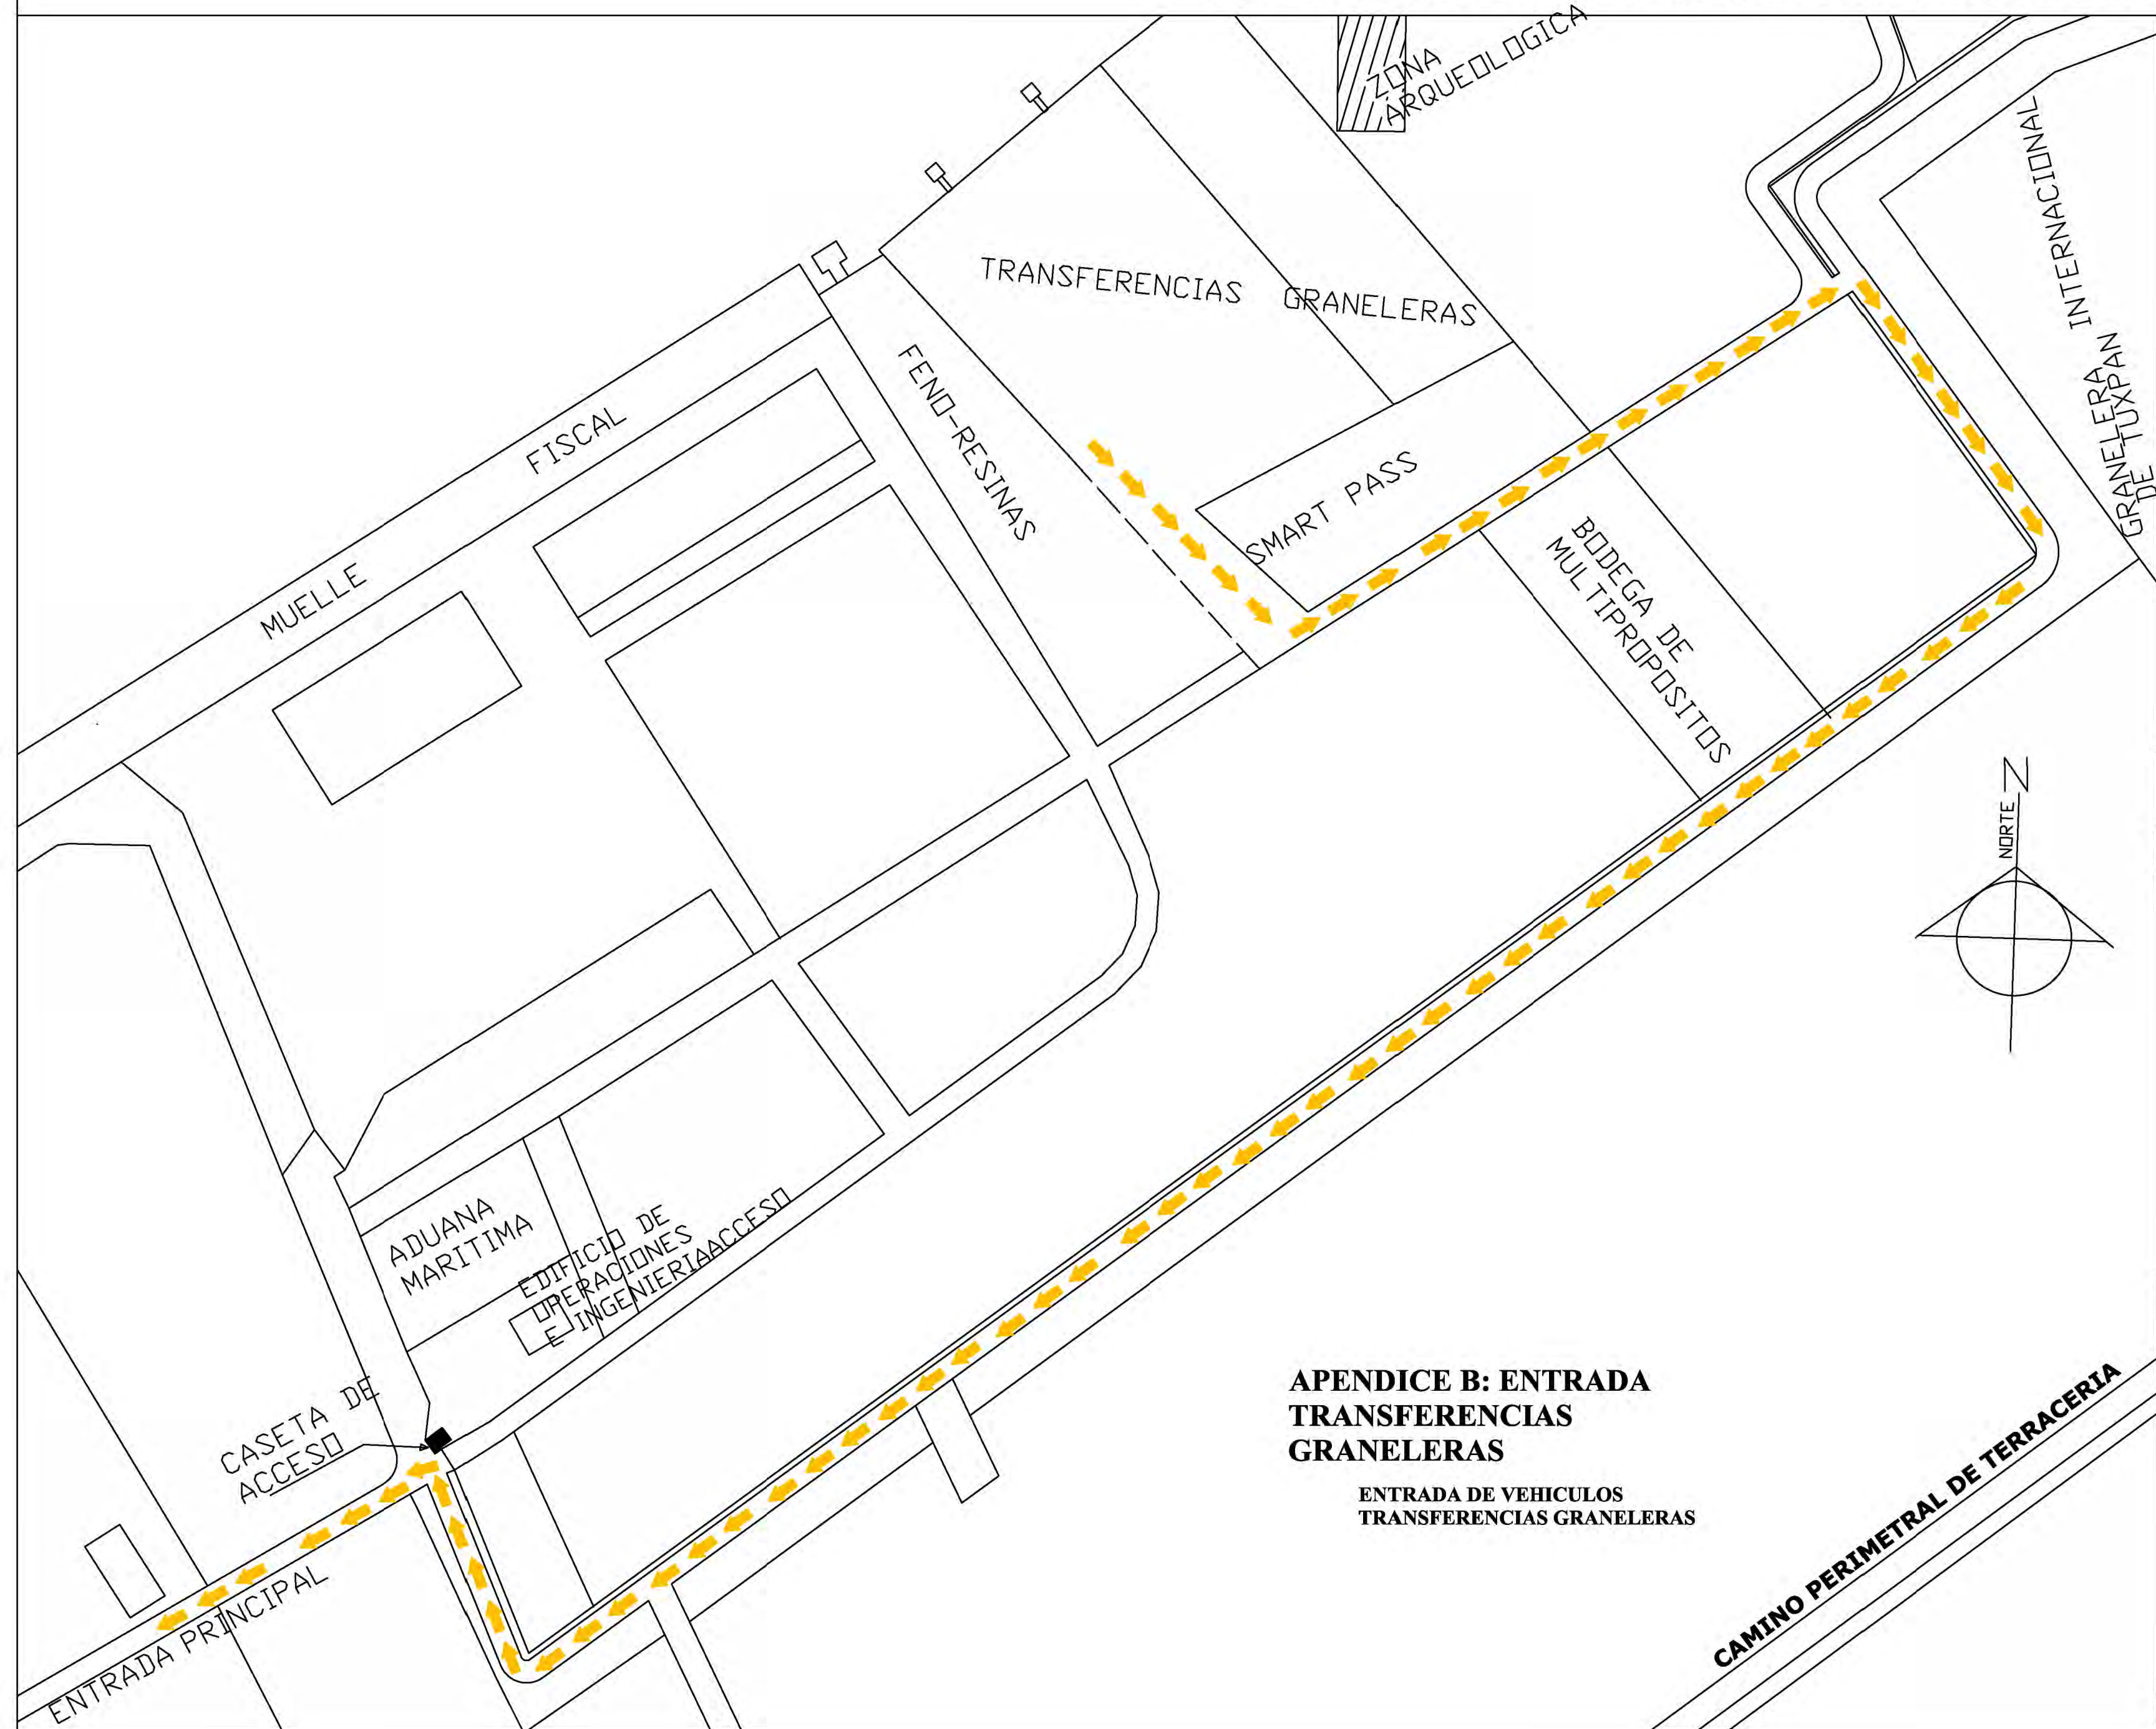 ZONA
ARQUEOLOGICA
GRANELERA INTERNACIONAL
DE TUXPAN
TRANSFERENCIAS GRANELERAS
FENO-RESINAS
MUELLE FISCAL
SMART PASS
BODEGA DE
MULTIPROPOSITOS
N
NORTE
ADUANA
MARITIMA
EDIFICIO DE
OPERACIONES
E INGENIERIA
ACCESO
CASETA DE
ACCESO
ENTRADA PRINCIPAL
APENDICE B: ENTRADA
TRANSFERENCIAS
GRANELERAS
ENTRADA DE VEHICULOS
TRANSFERENCIAS GRANELERAS
CAMINO PERIMETRAL DE TERRACERIA